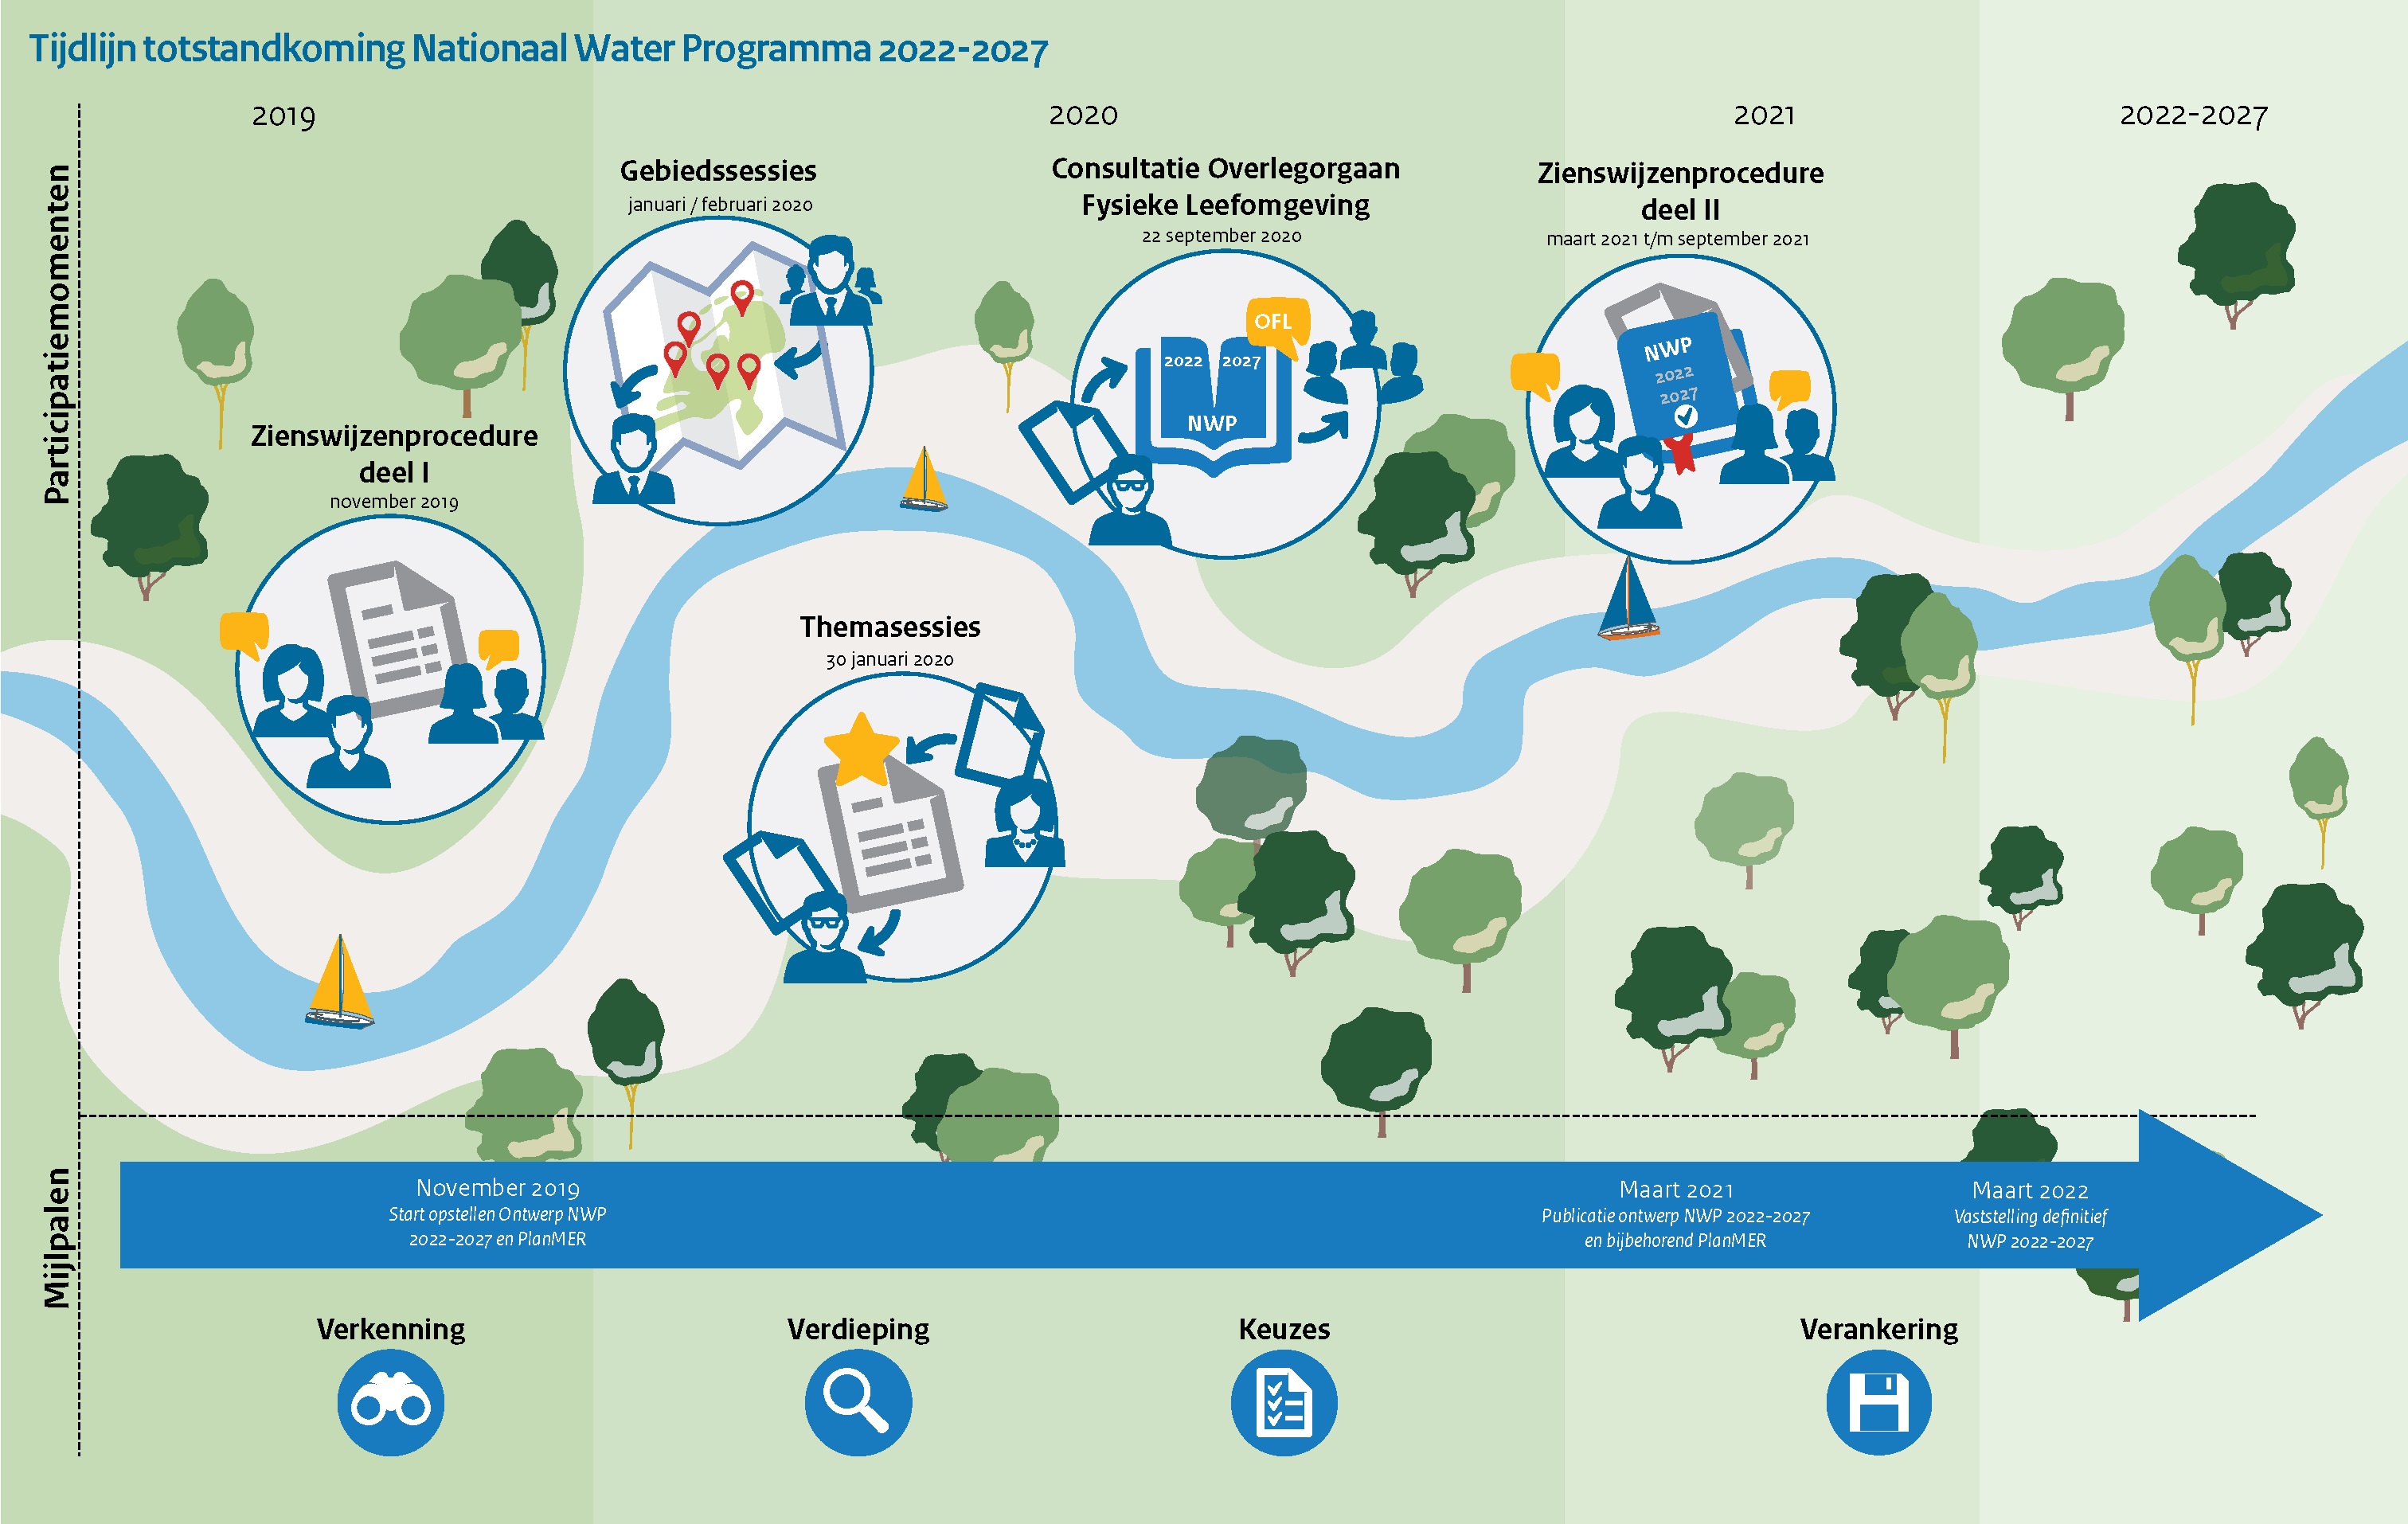 Tijdlijn totstandkoming Nationaal Water Programma 2022-2027
2019
2020
2021
2022-2027
Participatiemomenten
Zienswijzenprocedure
deel I
november 2019
Gebiedssessies
januari / februari 2020
Themasessies
30 januari 2020
Consultatie Overlegorgaan
Fysieke Leefomgeving
22 september 2020
OFL
2022 2027
NWP
Zienswijzenprocedure
deel II
maart 2021 t/m september 2021
NWP
2022
2027
Mijlpalen
November 2019
Start opstellen Ontwerp NWP
2022-2027 en PlanMER
Maart 2021
Publicatie ontwerp NWP 2022-2027
en bijbehorend PlanMER
Maart 2022
Vaststelling definitief
NWP 2022-2027
Verkenning
Verdieping
Keuzes
Verankering